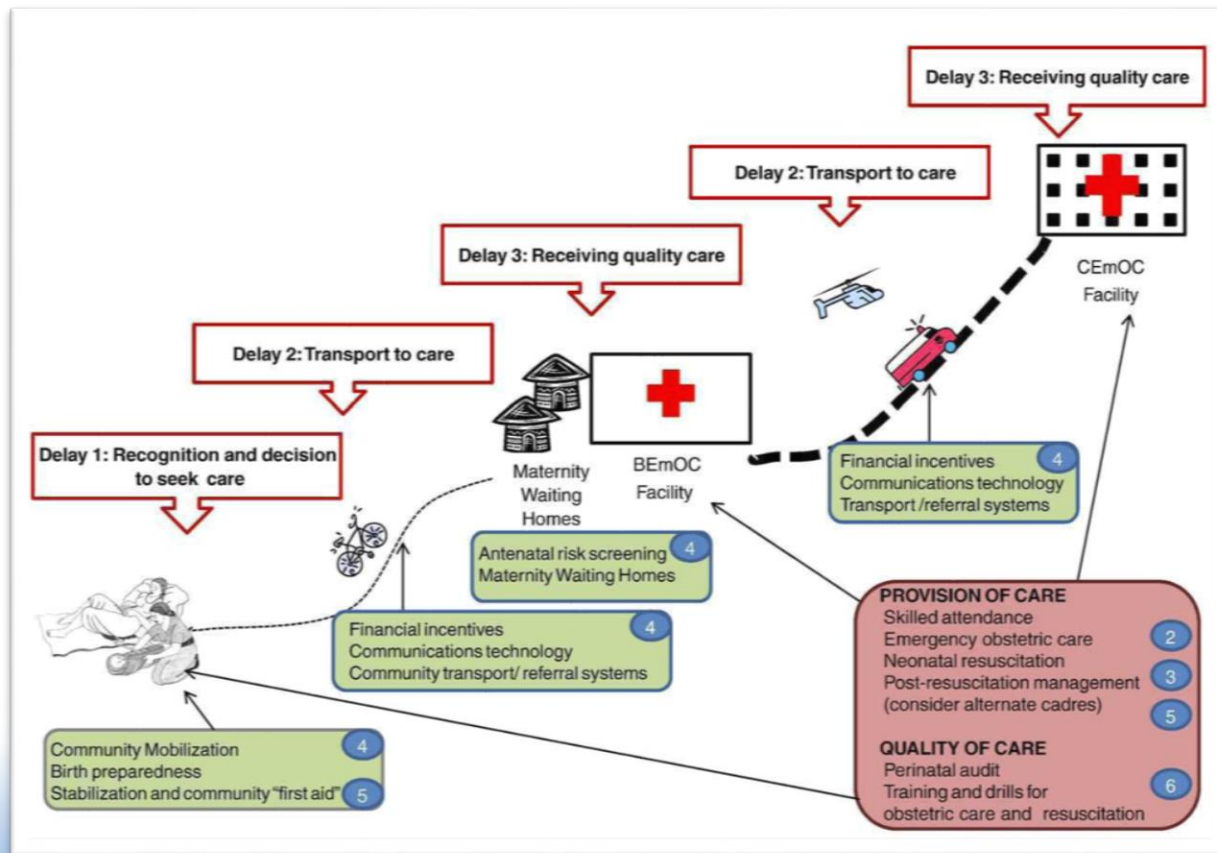 Delay 3: Receiving quality care
Delay 2: Transport to care
CEmOC
Facility
Delay 3: Receiving quality care
Delay 2: Transport to care
Delay 1: Recognition and decision
to seek care
Maternity
Waiting
Homes
BEmOC
Facility
Financial incentives
Communications technology
Transport /referral systems
4
Antenatal risk screening
Maternity Waiting Homes
4
Financial incentives
Communications technology
Community transport/ referral systems
4
Community Mobilization
Birth preparedness
Stabilization and community "first aid"
4
5
PROVISION OF CARE
Skilled attendance
Emergency obstetric care
Neonatal resuscitation
Post-resuscitation management
(consider alternate cadres)
2
3
5
QUALITY OF CARE
Perinatal audit
Training and drills for
obstetric care and resuscitation
6